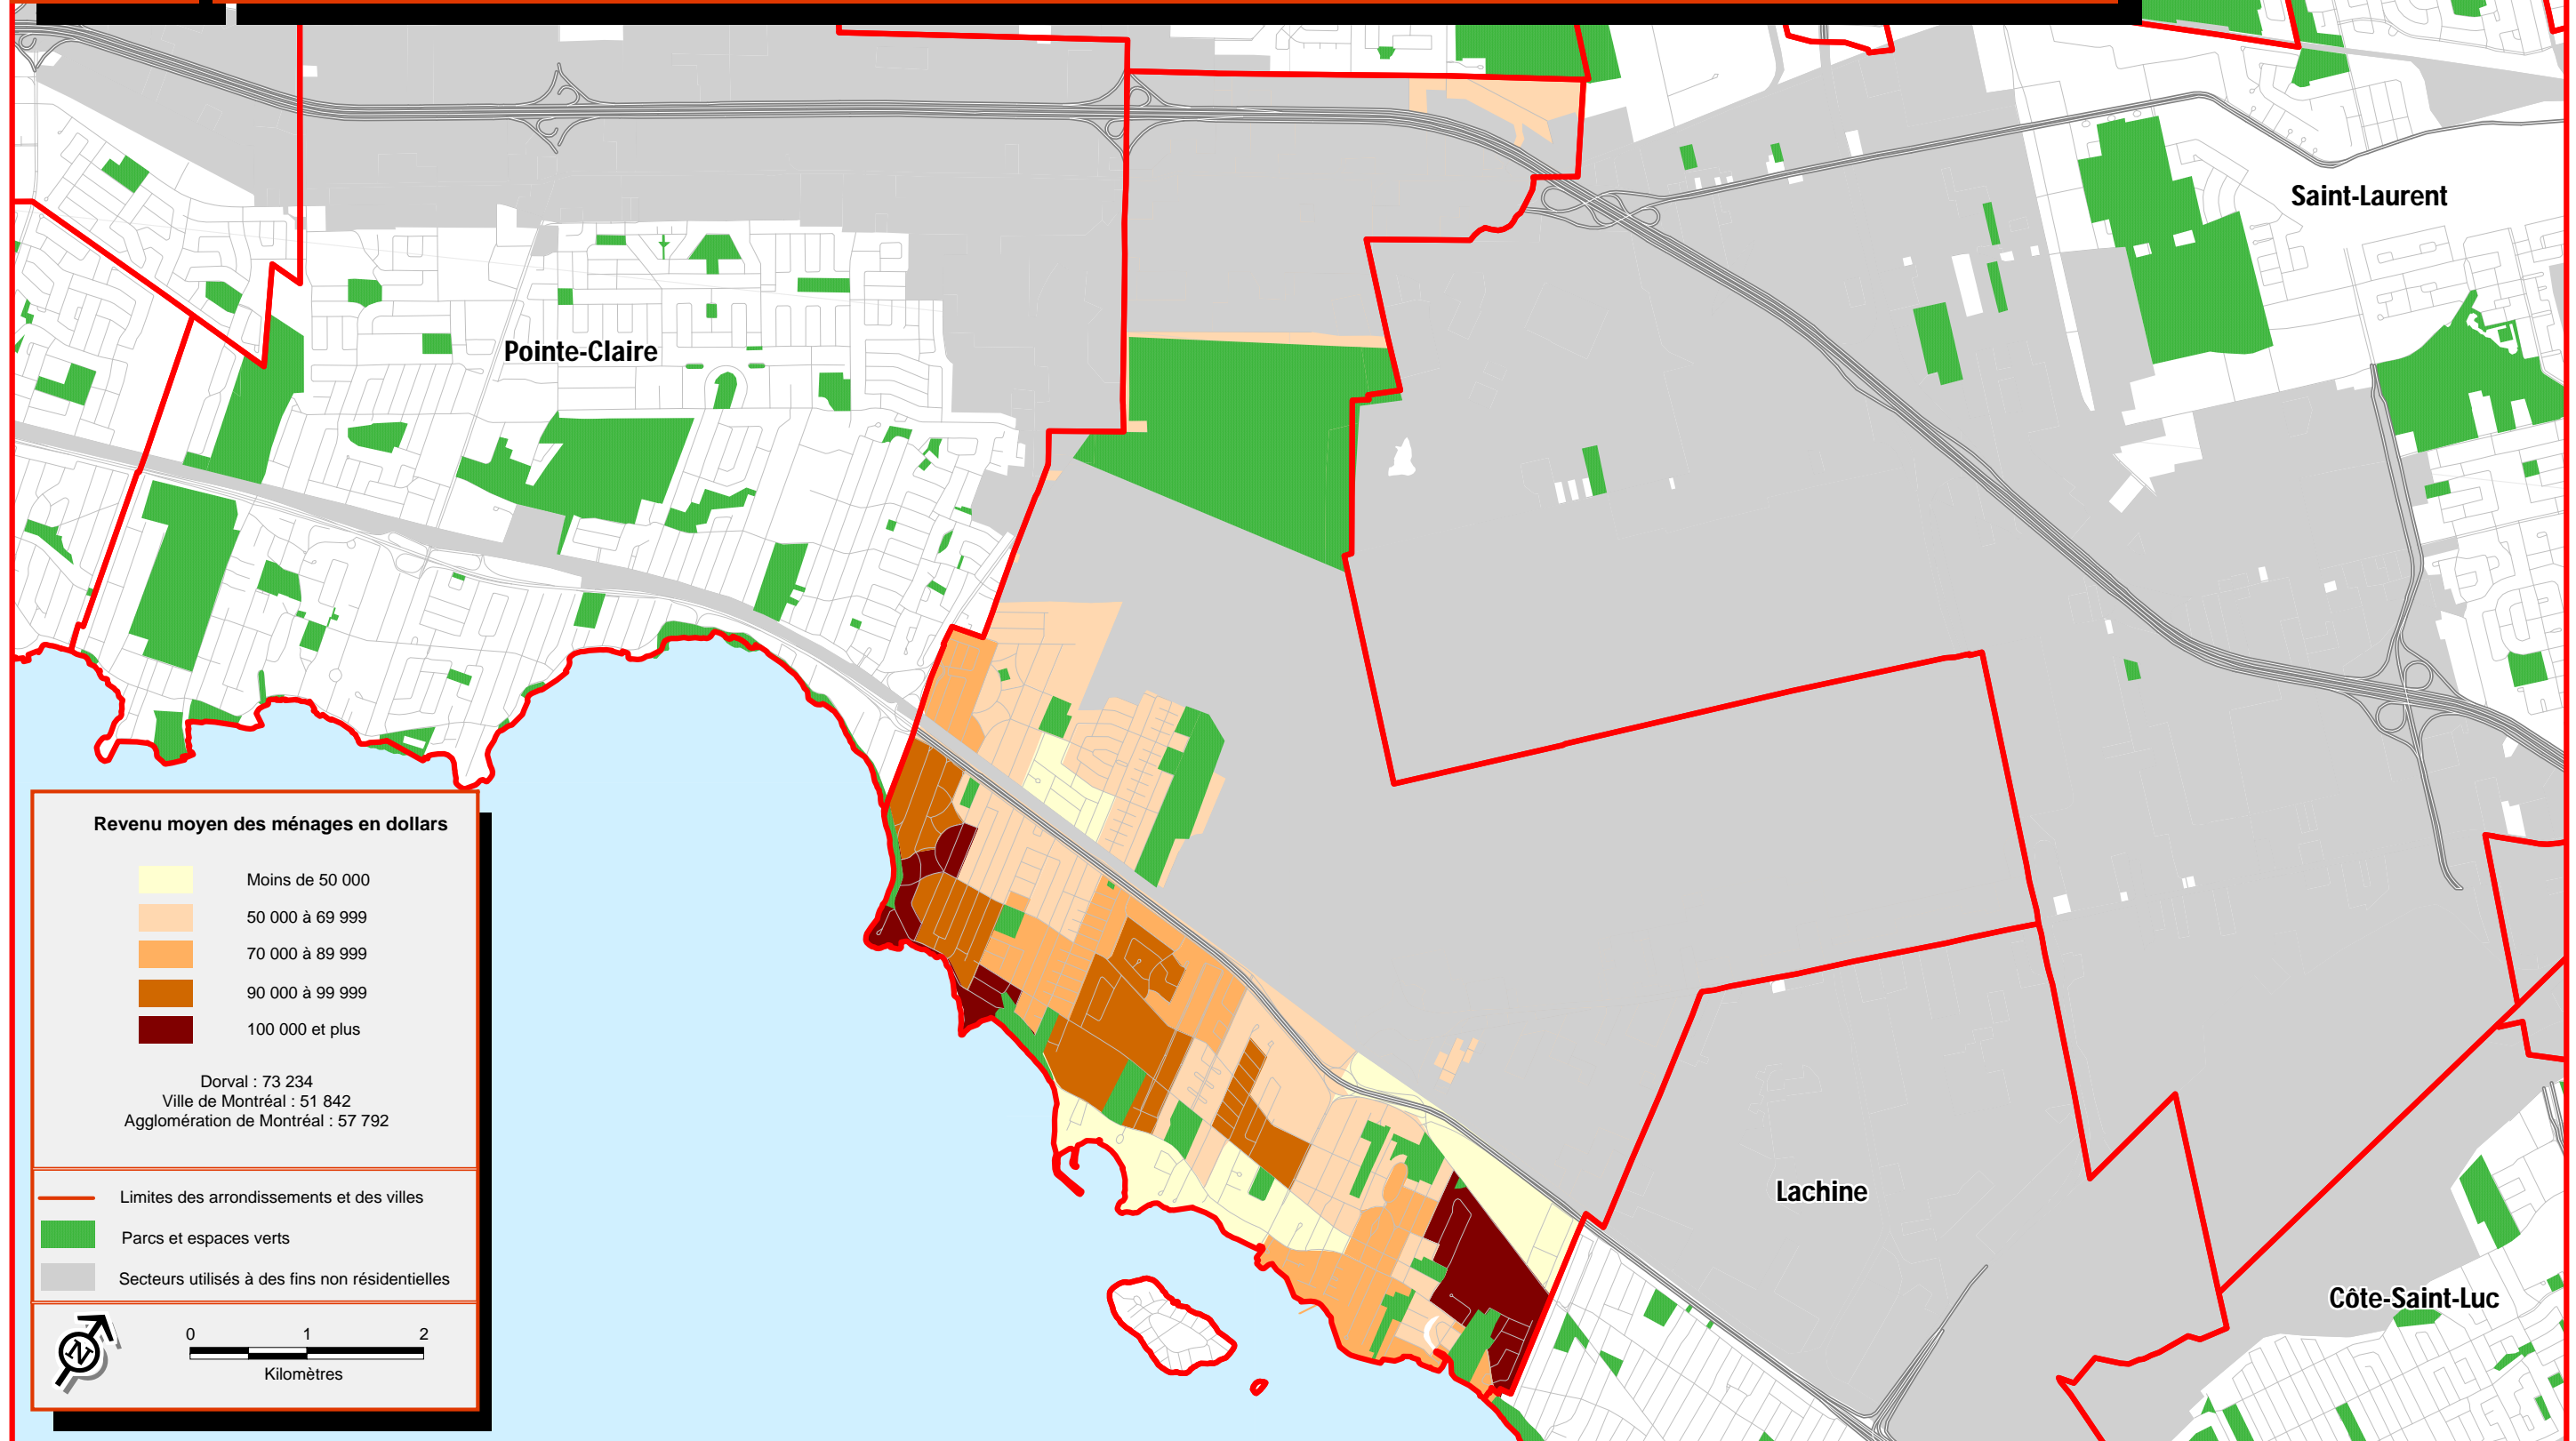 Saint-Laurent
Pointe-Claire
Revenu moyen des ménages en dollars
Moins de 50 000
50 000 à 69 999
70 000 à 89 999
90 000 à 99 999
100 000 et plus
Dorval : 73 234
Ville de Montréal : 51 842
Agglomération de Montréal : 57 792
Limites des arrondissements et des villes
Parcs et espaces verts
Secteurs utilisés à des fins non résidentielles
N
0 1 2
Kilomètres
Lachine
Côte-Saint-Luc